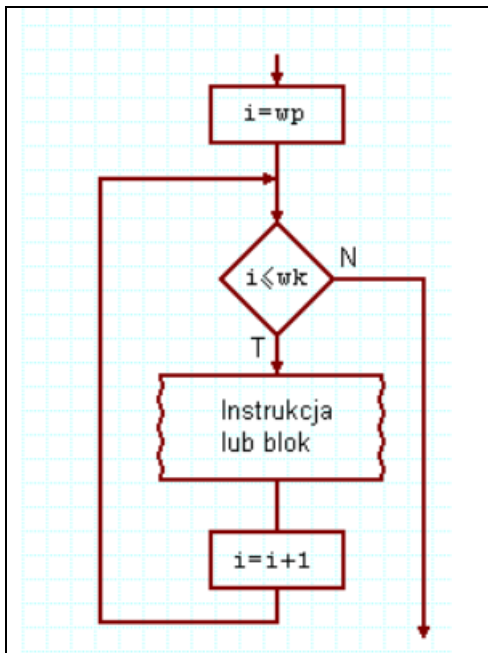 i=wp
i⩽wk
N
T
Instrukcja
lub blok
i=i+1